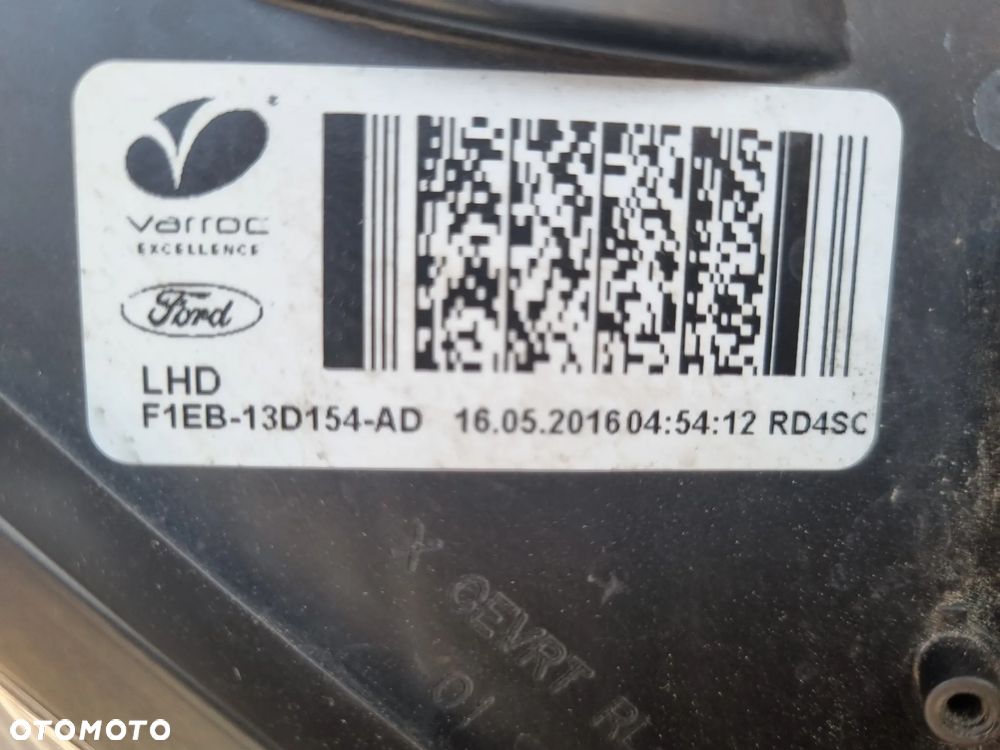 varroc
EXCELLENCE
Ford
LHD
F1EB-13D154-AD 16.05.2016 04:54:12 RD4SC
OTOMOTO